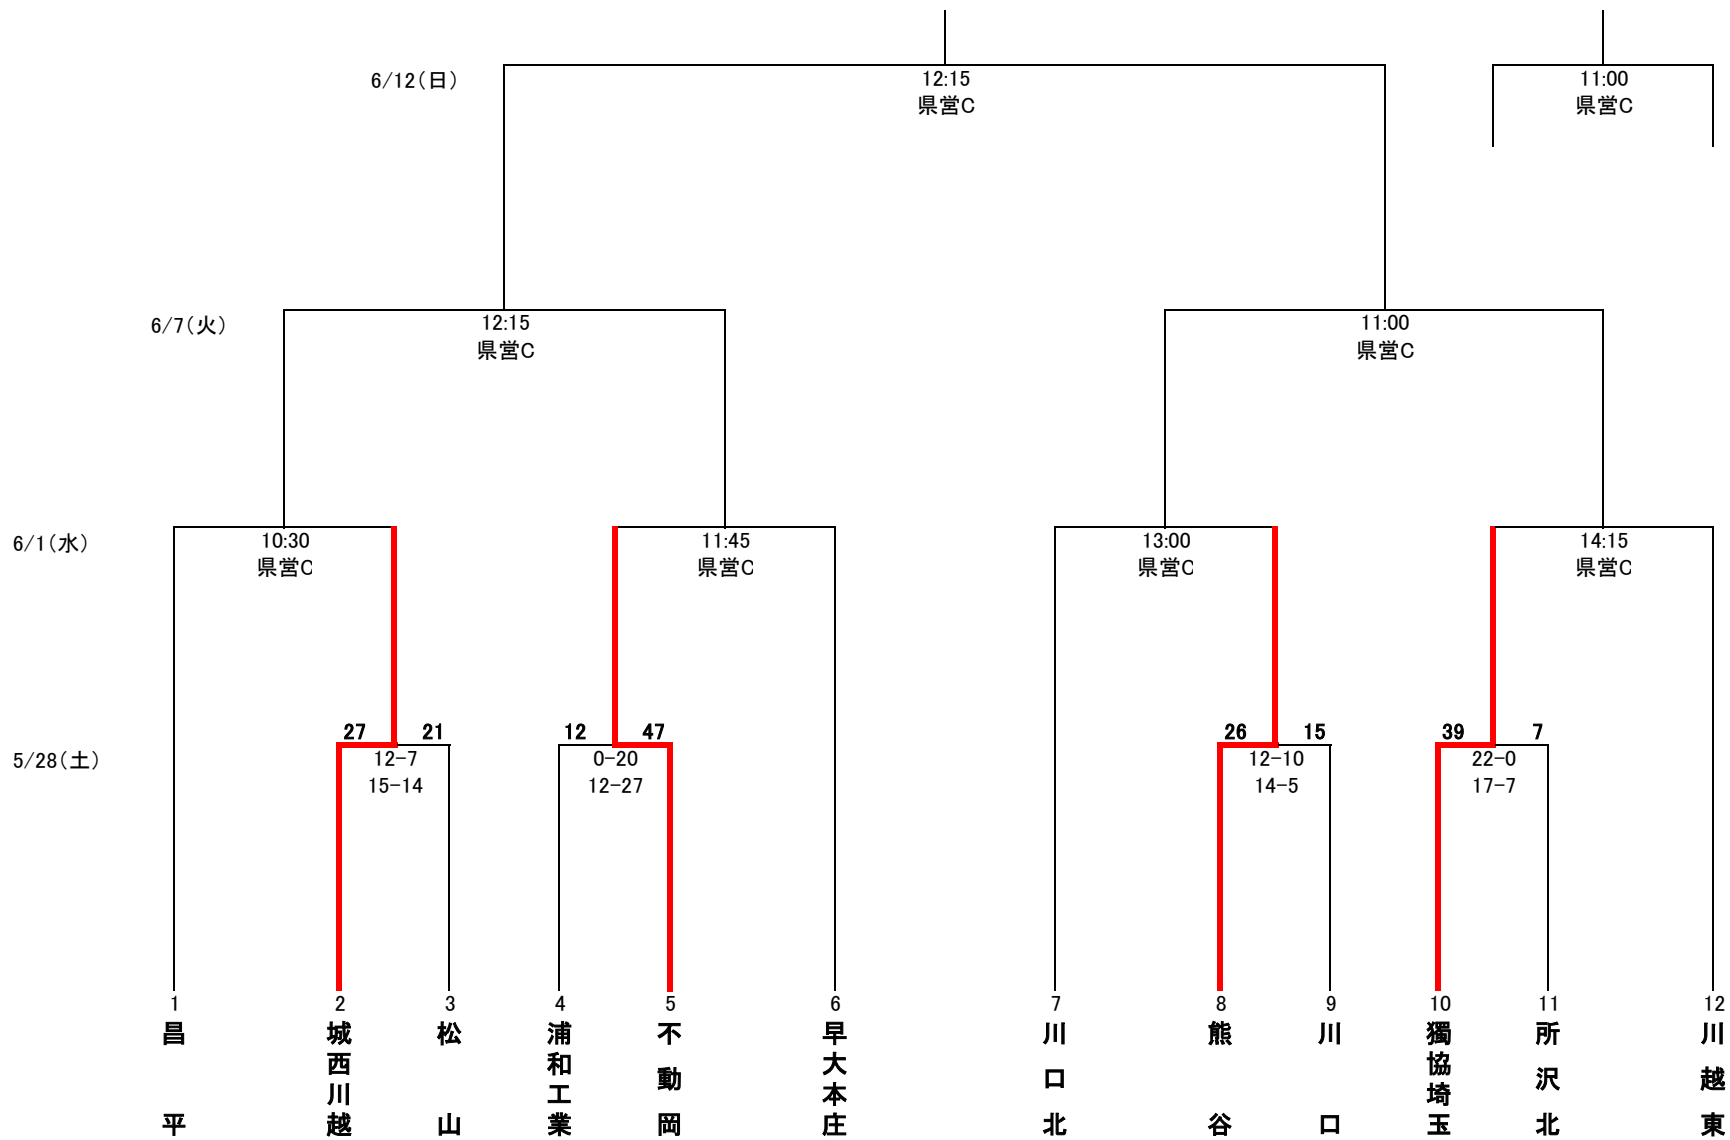 6/12(日)
12:15
県営C
11:00
県営C
6/7(火)
12:15
県営C
11:00
県営C
6/1(水)
10:30
県営C
11:45
県営C
13:00
県営C
14:15
県営C
5/28(土)
27 21
12-7
15-14
12 47
0-20
12-27
26 15
12-10
14-5
39 7
22-0
17-7
1
昌平
2
城西川越
3
松山
4
浦和工業
5
不動岡
6
早大本庄
7
川口北
8
熊谷
9
川口
10
獨協埼玉
11
所沢北
12
川越東